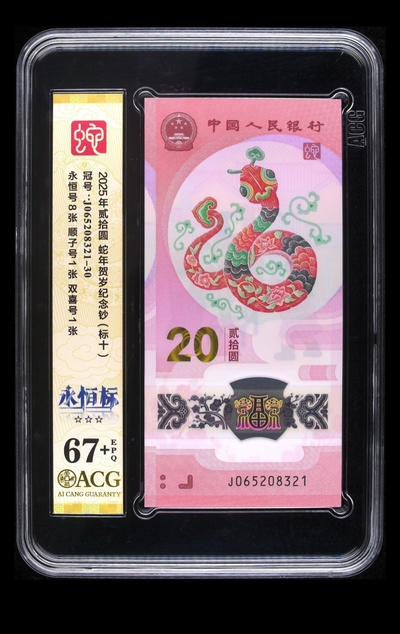 蛇
2025年贰拾圆 蛇年贺岁纪念钞（标十）
冠号:J065208321-30
永恒号8张 顺子号1张 双喜号1张
永恒标
☆☆☆
67+ EPQ
ACG
AI CANG GUARANTY
中国人民银行
蛇
20 贰拾圆
J065208321
ACG